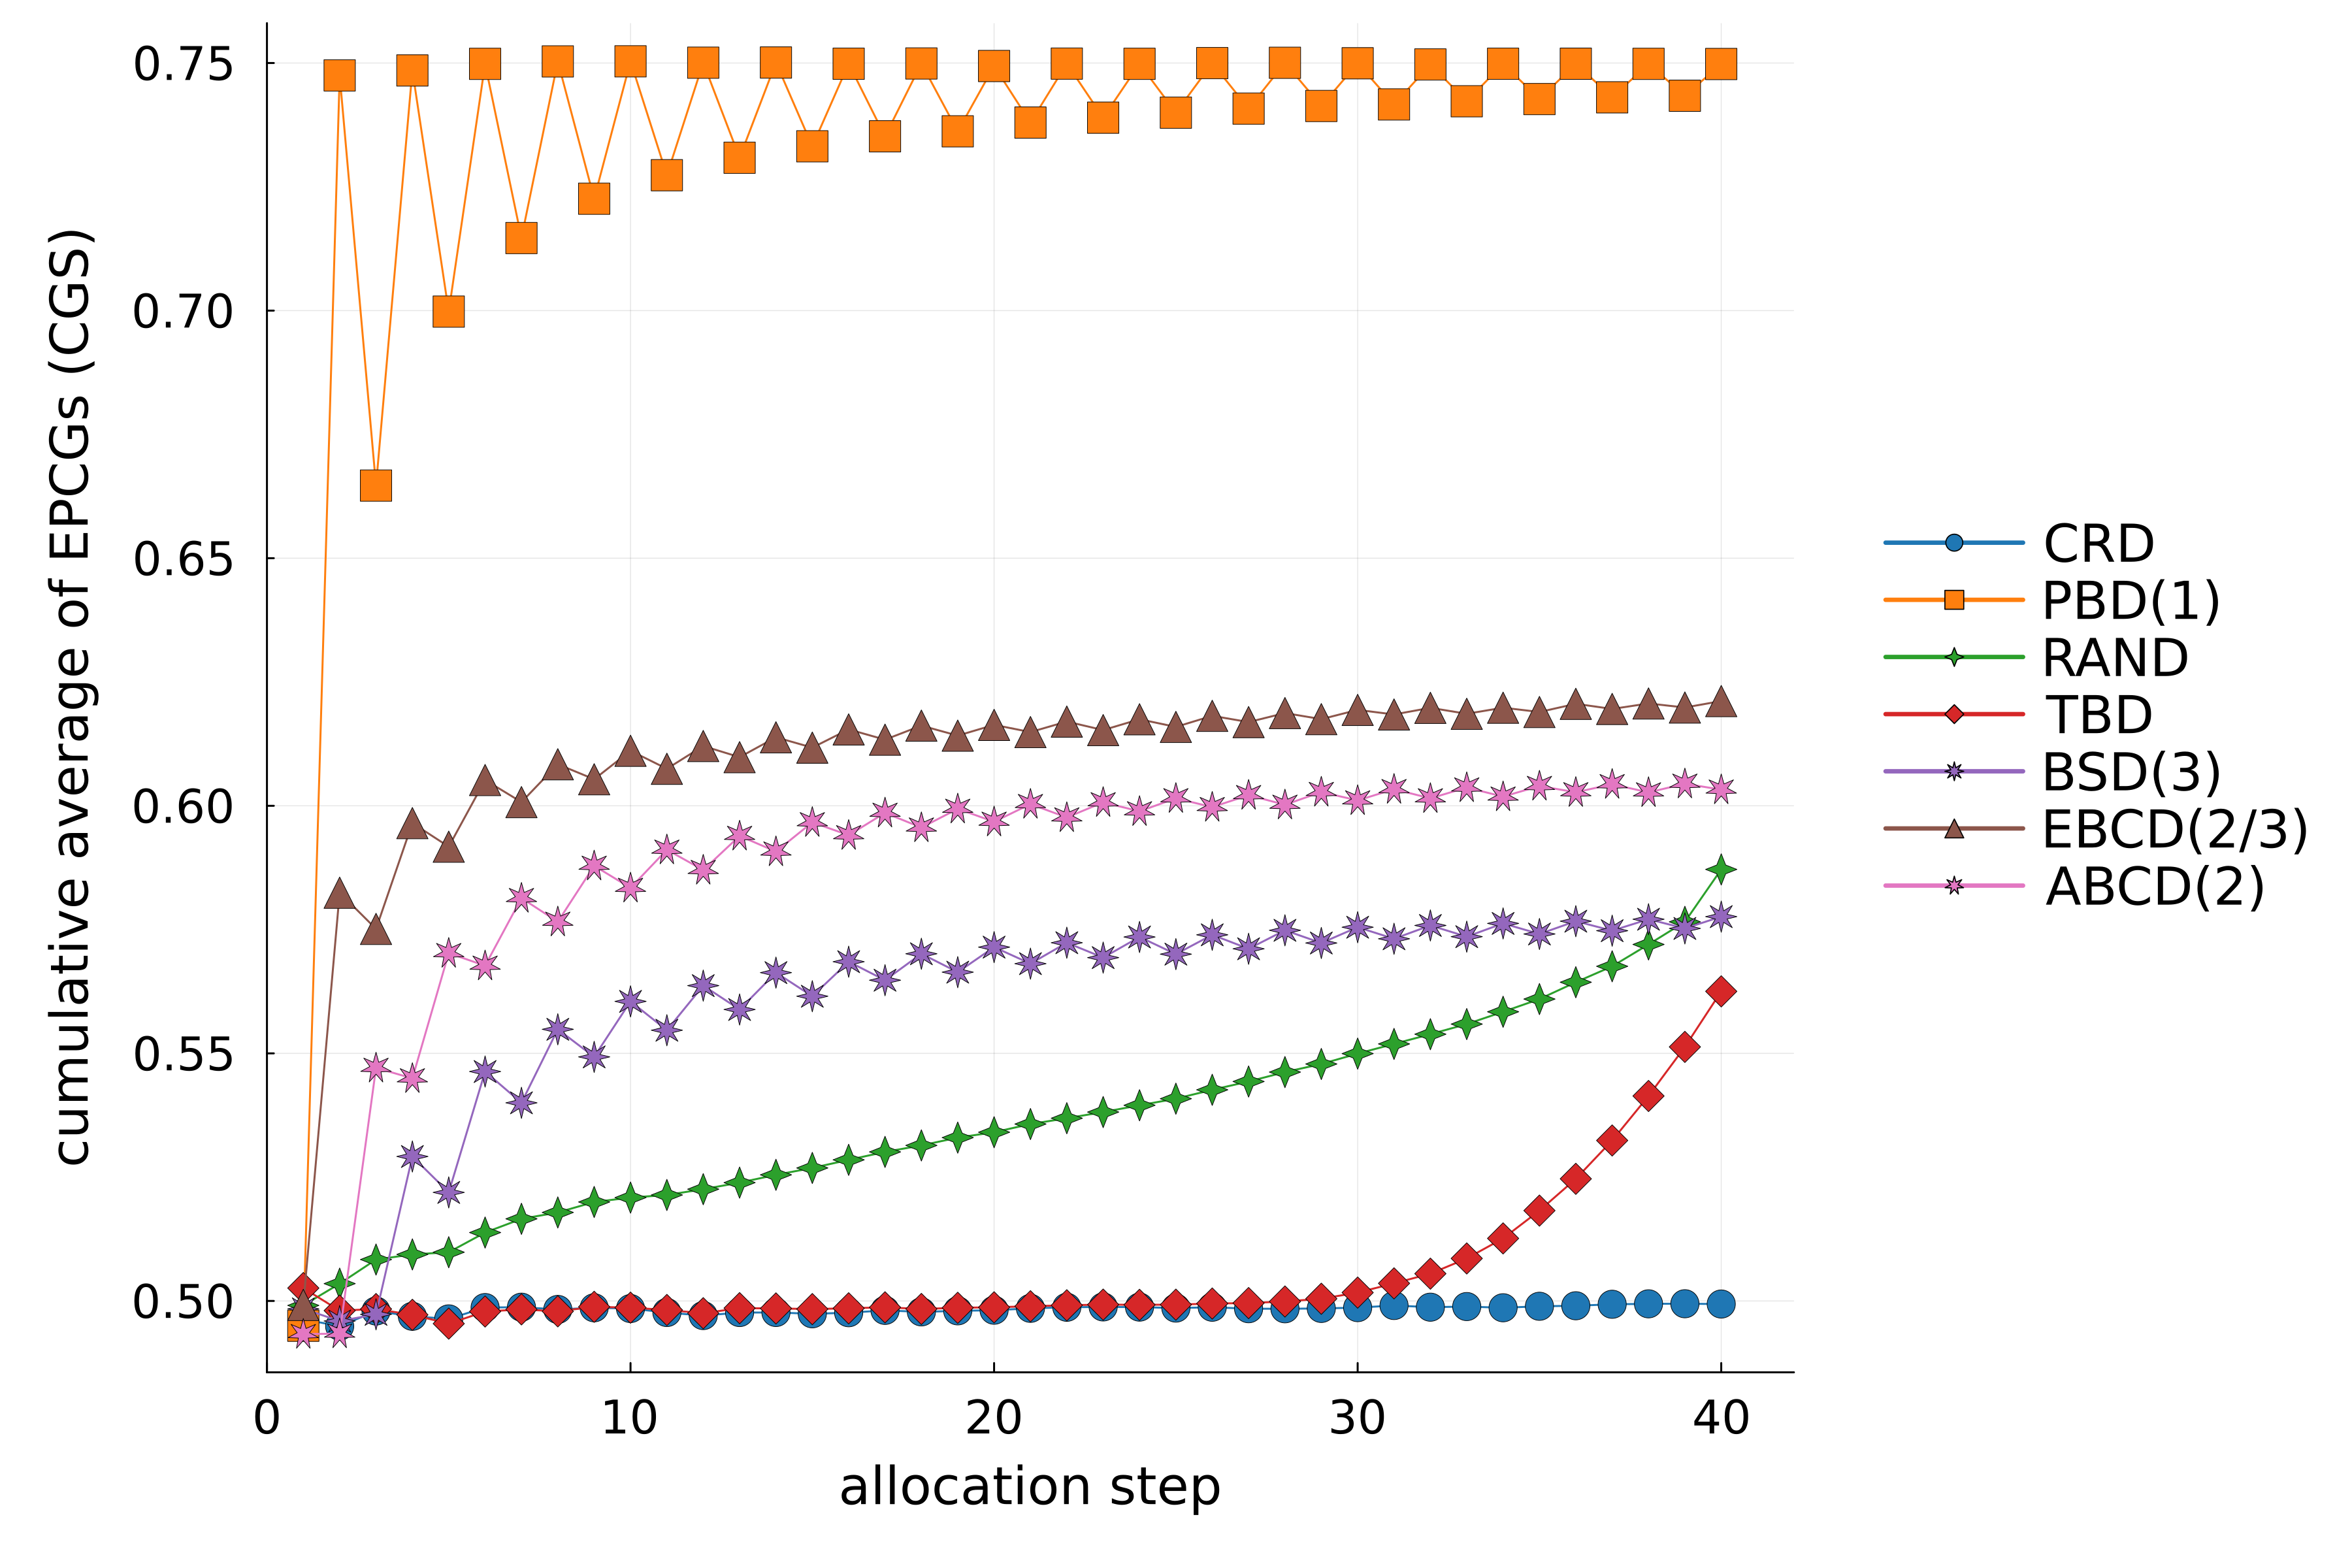 cumulative average of EPCGs (CGS)
0.75
0.70
0.65
0.60
0.55
0.50
0
10
20
30
40
allocation step
CRD
PBD(1)
RAND
TBD
BSD(3)
EBCD(2/3)
ABCD(2)